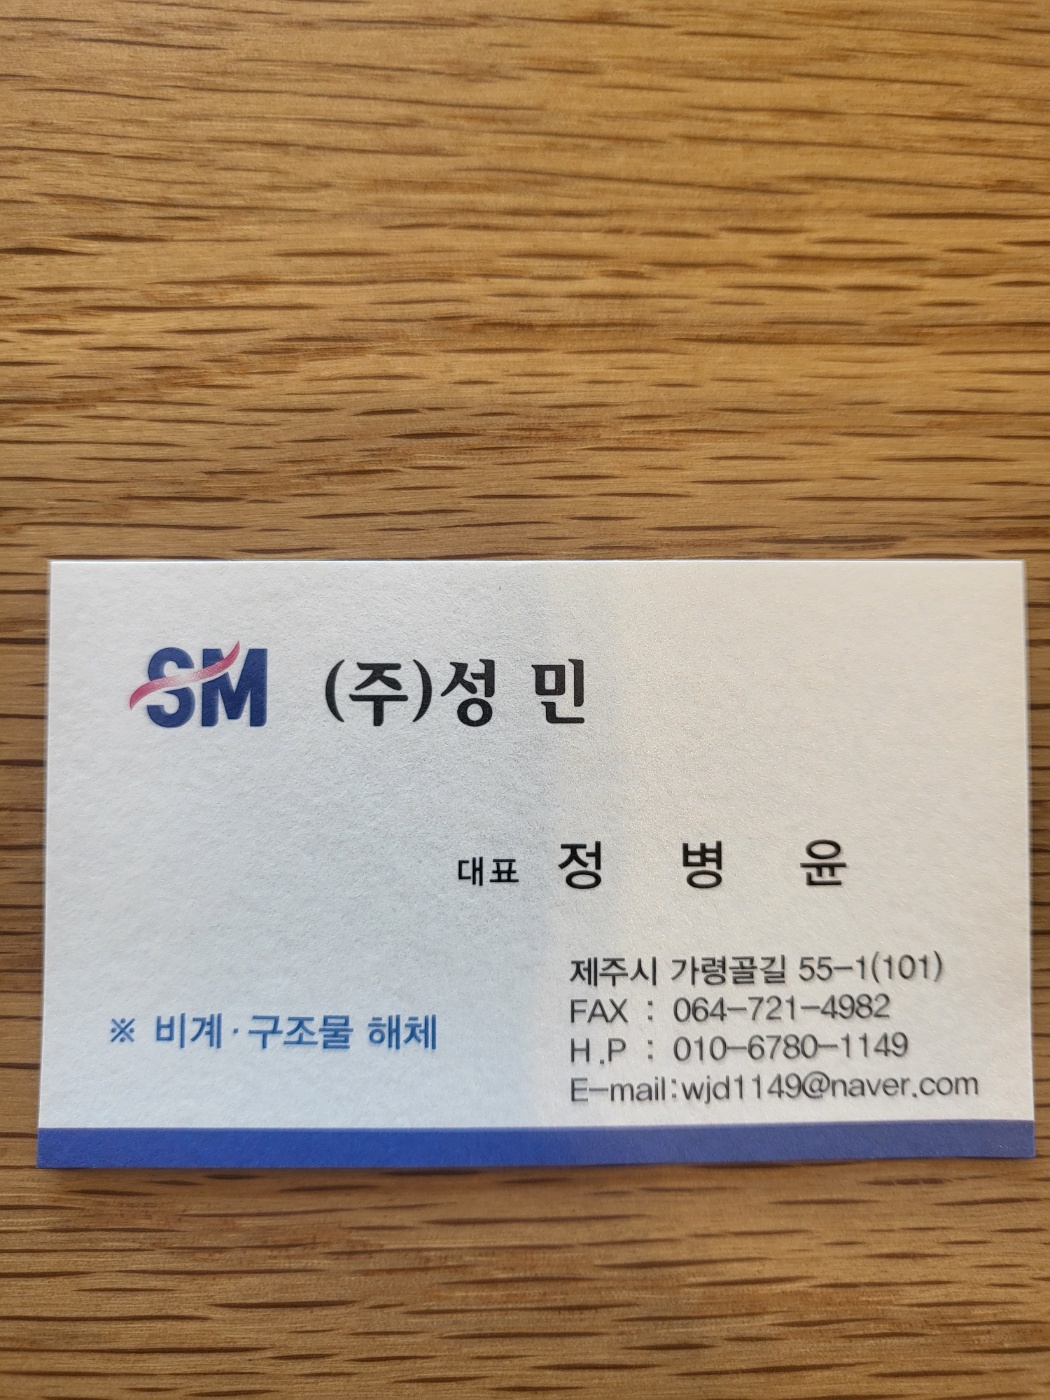 SM (주)성 민
대표 정 병 윤
※ 비계·구조물 해체
제주시 가령골길 55-1(101)
FAX : 064-721-4982
H.P : 010-6780-1149
E-mail:wjd1149@naver.com